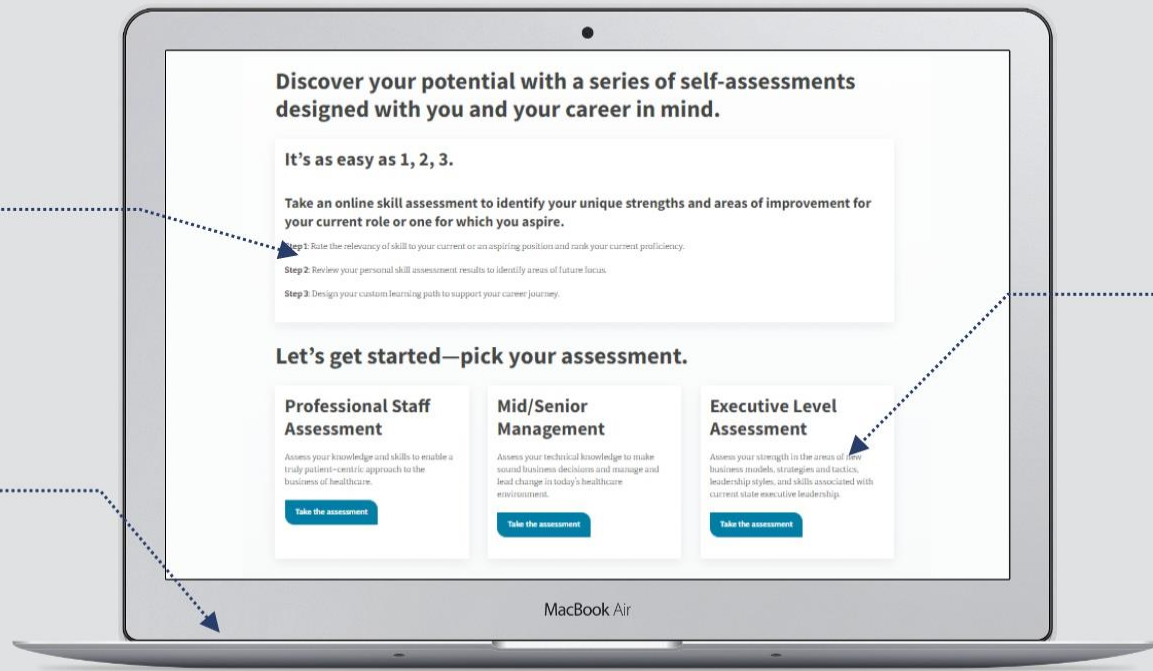 Discover your potential with a series of self-assessments
designed with you and your career in mind.
It's as easy as 1, 2, 3.
Take an online skill assessment to identify your unique strengths and areas of improvement for
your current role or one for which you aspire.
Step 1: Rate the relevancy of skill to your current or an aspiring position and rank your current proficiency.
Step 2: Review your personal skill assessment results to identify areas of future focus.
Step 3: Design your custom learning path to support your career journey.
Let's get started—pick your assessment.
Professional Staff
Assessment
Assess your knowledge and skills to enable a
truly patient-centric approach to the
business of healthcare.
Take the assessment
Mid/Senior
Management
Assess your technical knowledge to make
sound business decisions and manage and
lead change in today's healthcare
environment.
Take the assessment
Executive Level
Assessment
Assess your strength in the areas of new
business models, strategies and tactics,
leadership styles, and skills associated with
current state executive leadership.
Take the assessment
MacBook Air